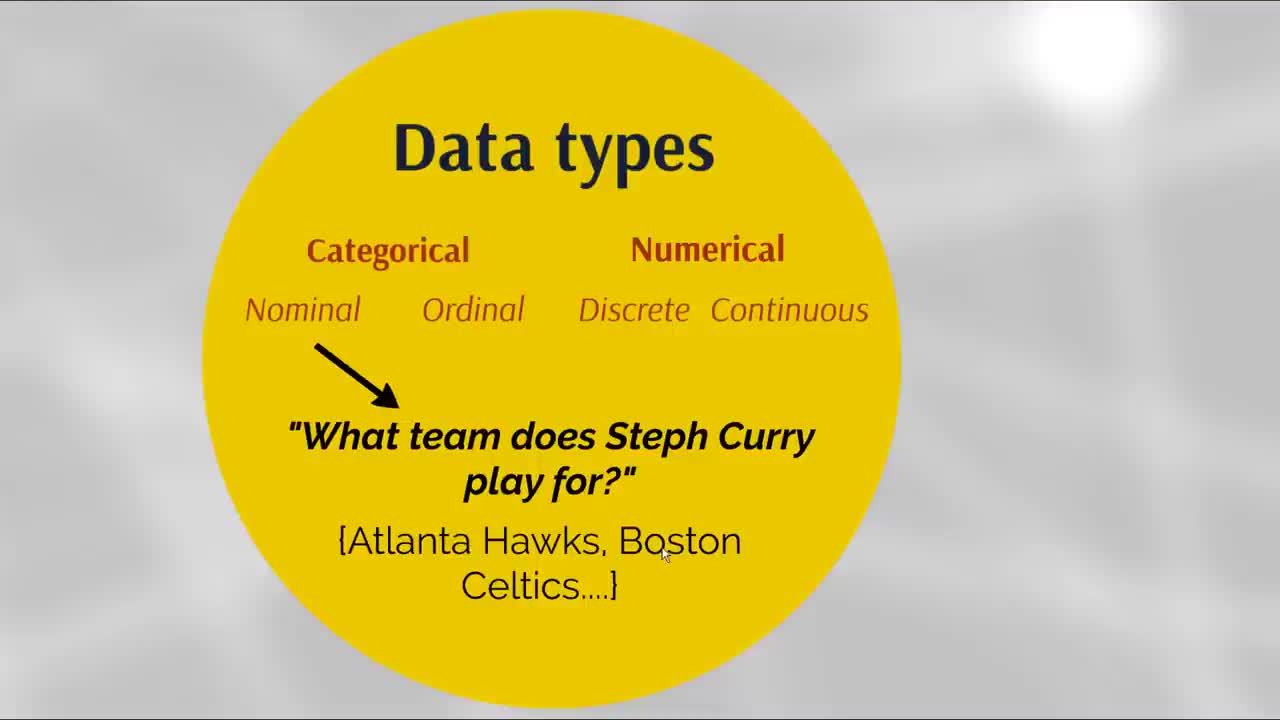 Data types
Categorical Numerical
Nominal Ordinal Discrete Continuous
"What team does Steph Curry
play for?"
{Atlanta Hawks, Boston
Celtics....}